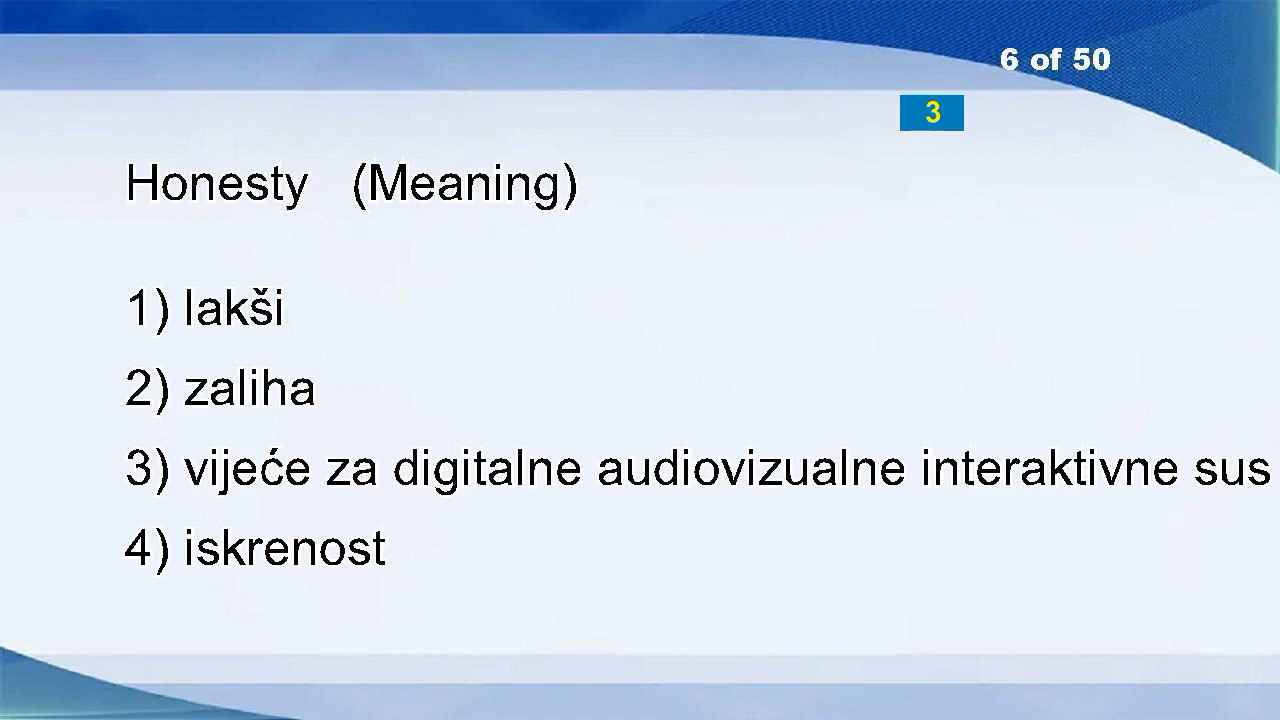 6 of 50
3
Honesty (Meaning)
1) lakši
2) zaliha
3) vijeće za digitalne audiovizualne interaktivne sus
4) iskrenost